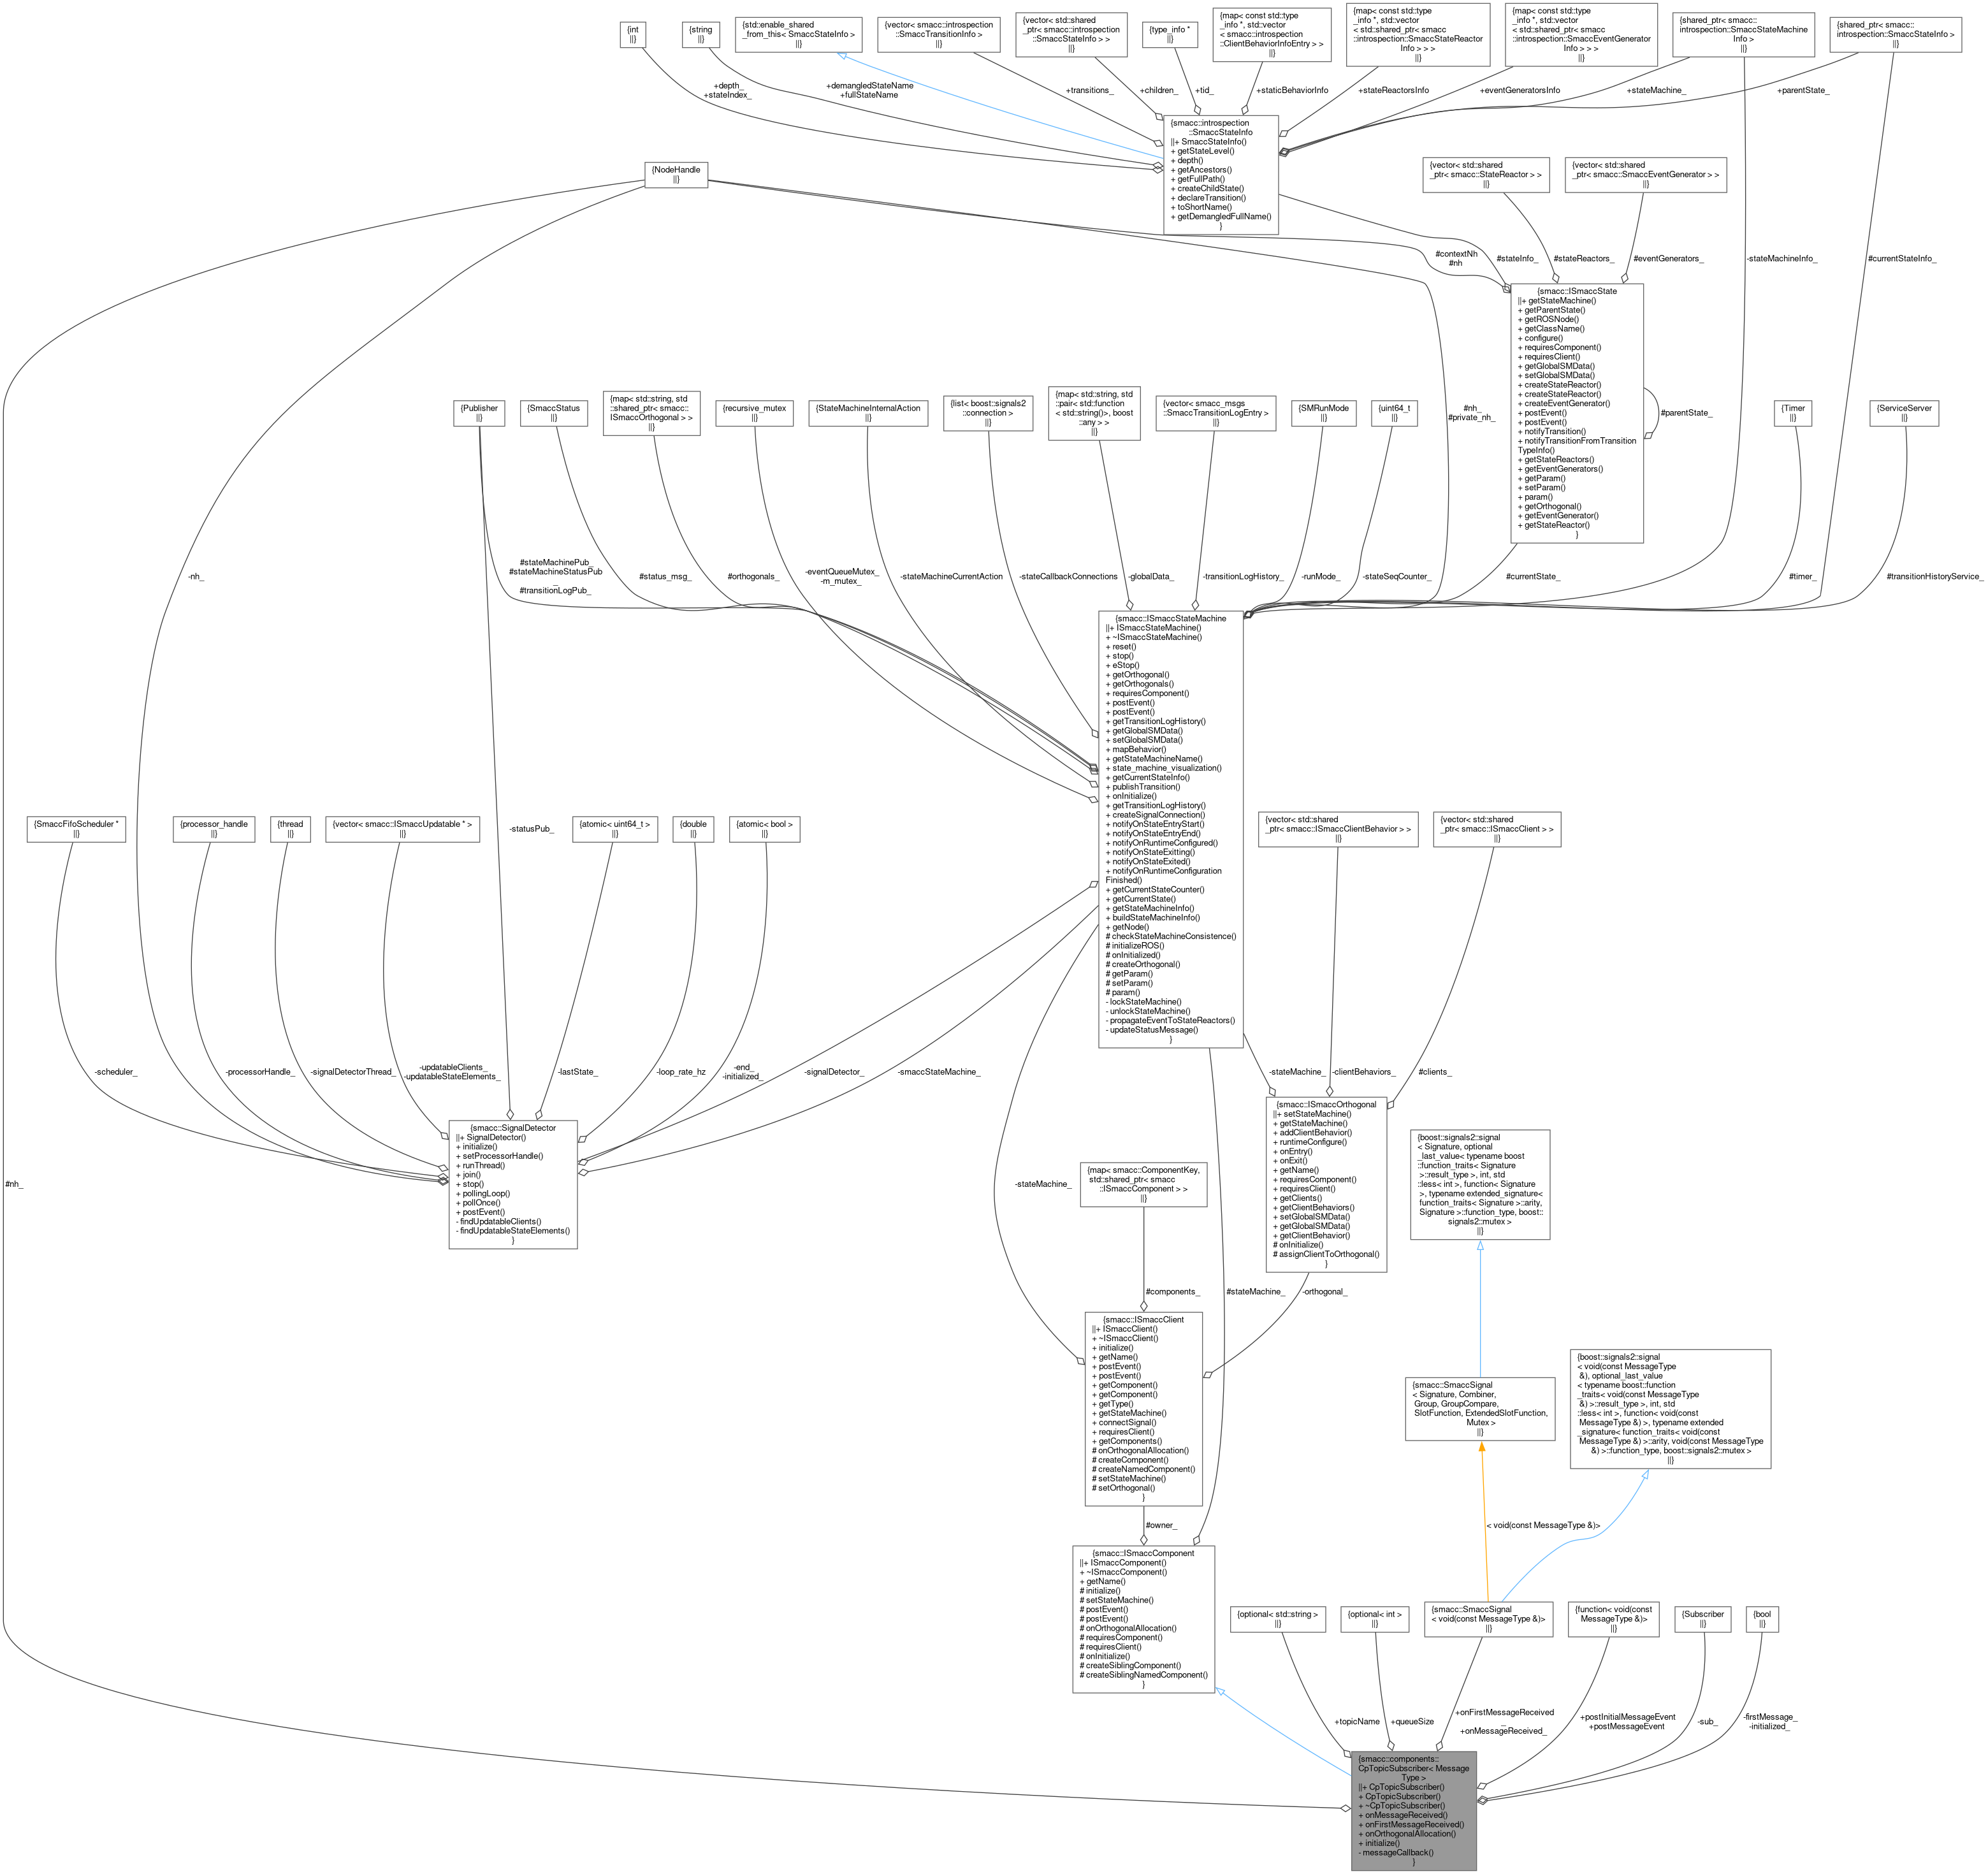 {int
||}
{string
||}
{std::enable_shared
_from_this< SmaccStateInfo >
||}
{vector< smacc::introspection
::SmaccTransitionInfo >
||}
{vector< std::shared
_ptr< smacc::introspection
::SmaccStateInfo > >
||}
{type_info *
||}
{map< const std::type
_info *, std::vector
< smacc::introspection
::ClientBehaviorInfoEntry > >
||}
{map< const std::type
_info *, std::vector
< std::shared_ptr< smacc
::introspection::SmaccStateReactor
Info > > >
||}
{map< const std::type
_info *, std::vector
< std::shared_ptr< smacc
::introspection::SmaccEventGenerator
Info > > >
||}
{shared_ptr< smacc::
introspection::SmaccStateMachine
Info >
||}
{shared_ptr< smacc::
introspection::SmaccStateInfo >
||}
+depth_
+stateIndex_
+demangledStateName
+fullStateName
+transitions_
+children_
+tid_
+staticBehaviorInfo
+stateReactorsInfo
+eventGeneratorsInfo
+stateMachine_
+parentState_
{smacc::introspection
::SmaccStateInfo
||+ SmaccStateInfo()
+ getStateLevel()
+ depth()
+ getAncestors()
+ getFullPath()
+ createChildState()
+ declareTransition()
+ toShortName()
+ getDemangledFullName()
}
{NodeHandle
||}
{vector< std::shared
_ptr< smacc::StateReactor > >
||}
{vector< std::shared
_ptr< smacc::SmaccEventGenerator > >
||}
#contextNh
#nh
#stateInfo_
#stateReactors_
#eventGenerators_
-stateMachineInfo_
#currentStateInfo_
{smacc::ISmaccState
||+ getStateMachine()
+ getParentState()
+ getROSNode()
+ getClassName()
+ configure()
+ requiresComponent()
+ requiresClient()
+ getGlobalSMData()
+ setGlobalSMData()
+ createStateReactor()
+ createStateReactor()
+ createEventGenerator()
+ postEvent()
+ postEvent()
+ notifyTransition()
+ notifyTransitionFromTransition
TypeInfo()
+ getStateReactors()
+ getEventGenerators()
+ getParam()
+ setParam()
+ param()
+ getOrthogonal()
+ getEventGenerator()
+ getStateReactor()
}
#parentState_
{Publisher
||}
{SmaccStatus
||}
{map< std::string, std
::shared_ptr< smacc::
ISmaccOrthogonal > >
||}
{recursive_mutex
||}
{StateMachineInternalAction
||}
{list< boost::signals2
::connection >
||}
{map< std::string, std
::pair< std::function
< std::string()>, boost
::any > >
||}
{vector< smacc_msgs
::SmaccTransitionLogEntry >
||}
{SMRunMode
||}
{uint64_t
||}
#nh_
#private_nh_
{Timer
||}
{ServiceServer
||}
-nh_
#stateMachinePub_
#stateMachineStatusPub
_
#transitionLogPub_
#status_msg_
#orthogonals_
-eventQueueMutex_
-m_mutex_
-stateMachineCurrentAction
-stateCallbackConnections
-globalData_
-transitionLogHistory_
-runMode_
-stateSeqCounter_
#currentState_
#timer_
#transitionHistoryService_
{smacc::ISmaccStateMachine
||+ ISmaccStateMachine()
+ ~ISmaccStateMachine()
+ reset()
+ stop()
+ eStop()
+ getOrthogonal()
+ getOrthogonals()
+ requiresComponent()
+ postEvent()
+ postEvent()
+ getTransitionLogHistory()
+ getGlobalSMData()
+ setGlobalSMData()
+ mapBehavior()
+ getStateMachineName()
+ state_machine_visualization()
+ getCurrentStateInfo()
+ publishTransition()
+ onInitialize()
+ getTransitionLogHistory()
+ createSignalConnection()
+ notifyOnStateEntryStart()
+ notifyOnStateEntryEnd()
+ notifyOnRuntimeConfigured()
+ notifyOnStateExitting()
+ notifyOnStateExited()
+ notifyOnRuntimeConfiguration
Finished()
+ getCurrentStateCounter()
+ getCurrentState()
+ getStateMachineInfo()
+ buildStateMachineInfo()
+ getNode()
# checkStateMachineConsistence()
# initializeROS()
# onInitialized()
# createOrthogonal()
# getParam()
# setParam()
# param()
- lockStateMachine()
- unlockStateMachine()
- propagateEventToStateReactors()
- updateStatusMessage()
}
{SmaccFifoScheduler *
||}
{processor_handle
||}
{thread
||}
{vector< smacc::ISmaccUpdatable * >
||}
-statusPub_
{atomic< uint64_t >
||}
{double
||}
{atomic< bool >
||}
{vector< std::shared
_ptr< smacc::ISmaccClientBehavior > >
||}
{vector< std::shared
_ptr< smacc::ISmaccClient > >
||}
-scheduler_
-processorHandle_
-signalDetectorThread_
-updatableClients_
-updatableStateElements_
-lastState_
-loop_rate_hz
-end_
-initialized_
-signalDetector_
-smaccStateMachine_
-stateMachine_
-clientBehaviors_
#clients_
{smacc::SignalDetector
||+ SignalDetector()
+ initialize()
+ setProcessorHandle()
+ runThread()
+ join()
+ stop()
+ pollingLoop()
+ pollOnce()
+ postEvent()
- findUpdatableClients()
- findUpdatableStateElements()
}
{smacc::ISmaccOrthogonal
||+ setStateMachine()
+ getStateMachine()
+ addClientBehavior()
+ runtimeConfigure()
+ onEntry()
+ onExit()
+ getName()
+ requiresComponent()
+ requiresClient()
+ getClients()
+ getClientBehaviors()
+ setGlobalSMData()
+ getGlobalSMData()
+ getClientBehavior()
# onInitialize()
# assignClientToOrthogonal()
}
{boost::signals2::signal
< Signature, optional
_last_value< typename boost
::function_traits< Signature
>::result_type >, int, std
::less< int >, function< Signature
>, typename extended_signature<
function_traits< Signature >::arity,
Signature >::function_type, boost::
signals2::mutex >
||}
#nh_
-stateMachine_
{map< smacc::ComponentKey,
std::shared_ptr< smacc
::ISmaccComponent > >
||}
#components_
#stateMachine_
-orthogonal_
{smacc::ISmaccClient
||+ ISmaccClient()
+ ~ISmaccClient()
+ initialize()
+ getName()
+ postEvent()
+ postEvent()
+ getComponent()
+ getComponent()
+ getType()
+ getStateMachine()
+ connectSignal()
+ requiresClient()
+ getComponents()
# onOrthogonalAllocation()
# createComponent()
# createNamedComponent()
# setStateMachine()
# setOrthogonal()
}
{smacc::SmaccSignal
< Signature, Combiner,
Group, GroupCompare,
SlotFunction, ExtendedSlotFunction,
Mutex >
||}
{boost::signals2::signal
< void(const MessageType
&), optional_last_value
< typename boost::function
_traits< void(const MessageType
&) >::result_type >, int, std
::less< int >, function< void(const
MessageType &) >, typename extended
_signature< function_traits< void(const
MessageType &) >::arity, void(const MessageType
&) >::function_type, boost::signals2::mutex >
||}
#owner_
< void(const MessageType &)>
{smacc::ISmaccComponent
||+ ISmaccComponent()
+ ~ISmaccComponent()
+ getName()
# initialize()
# setStateMachine()
# postEvent()
# postEvent()
# onOrthogonalAllocation()
# requiresComponent()
# requiresClient()
# onInitialize()
# createSiblingComponent()
# createSiblingNamedComponent()
}
{optional< std::string >
||}
{optional< int >
||}
{smacc::SmaccSignal
< void(const MessageType &)>
||}
{function< void(const
MessageType &)>
||}
{Subscriber
||}
{bool
||}
+topicName
+queueSize
+onFirstMessageReceived
_
+onMessageReceived_
+postInitialMessageEvent
+postMessageEvent
-sub_
-firstMessage_
-initialized_
{smacc::components::
CpTopicSubscriber< Message
Type >
||+ CpTopicSubscriber()
+ CpTopicSubscriber()
+ ~CpTopicSubscriber()
+ onMessageReceived()
+ onFirstMessageReceived()
+ onOrthogonalAllocation()
+ initialize()
- messageCallback()
}